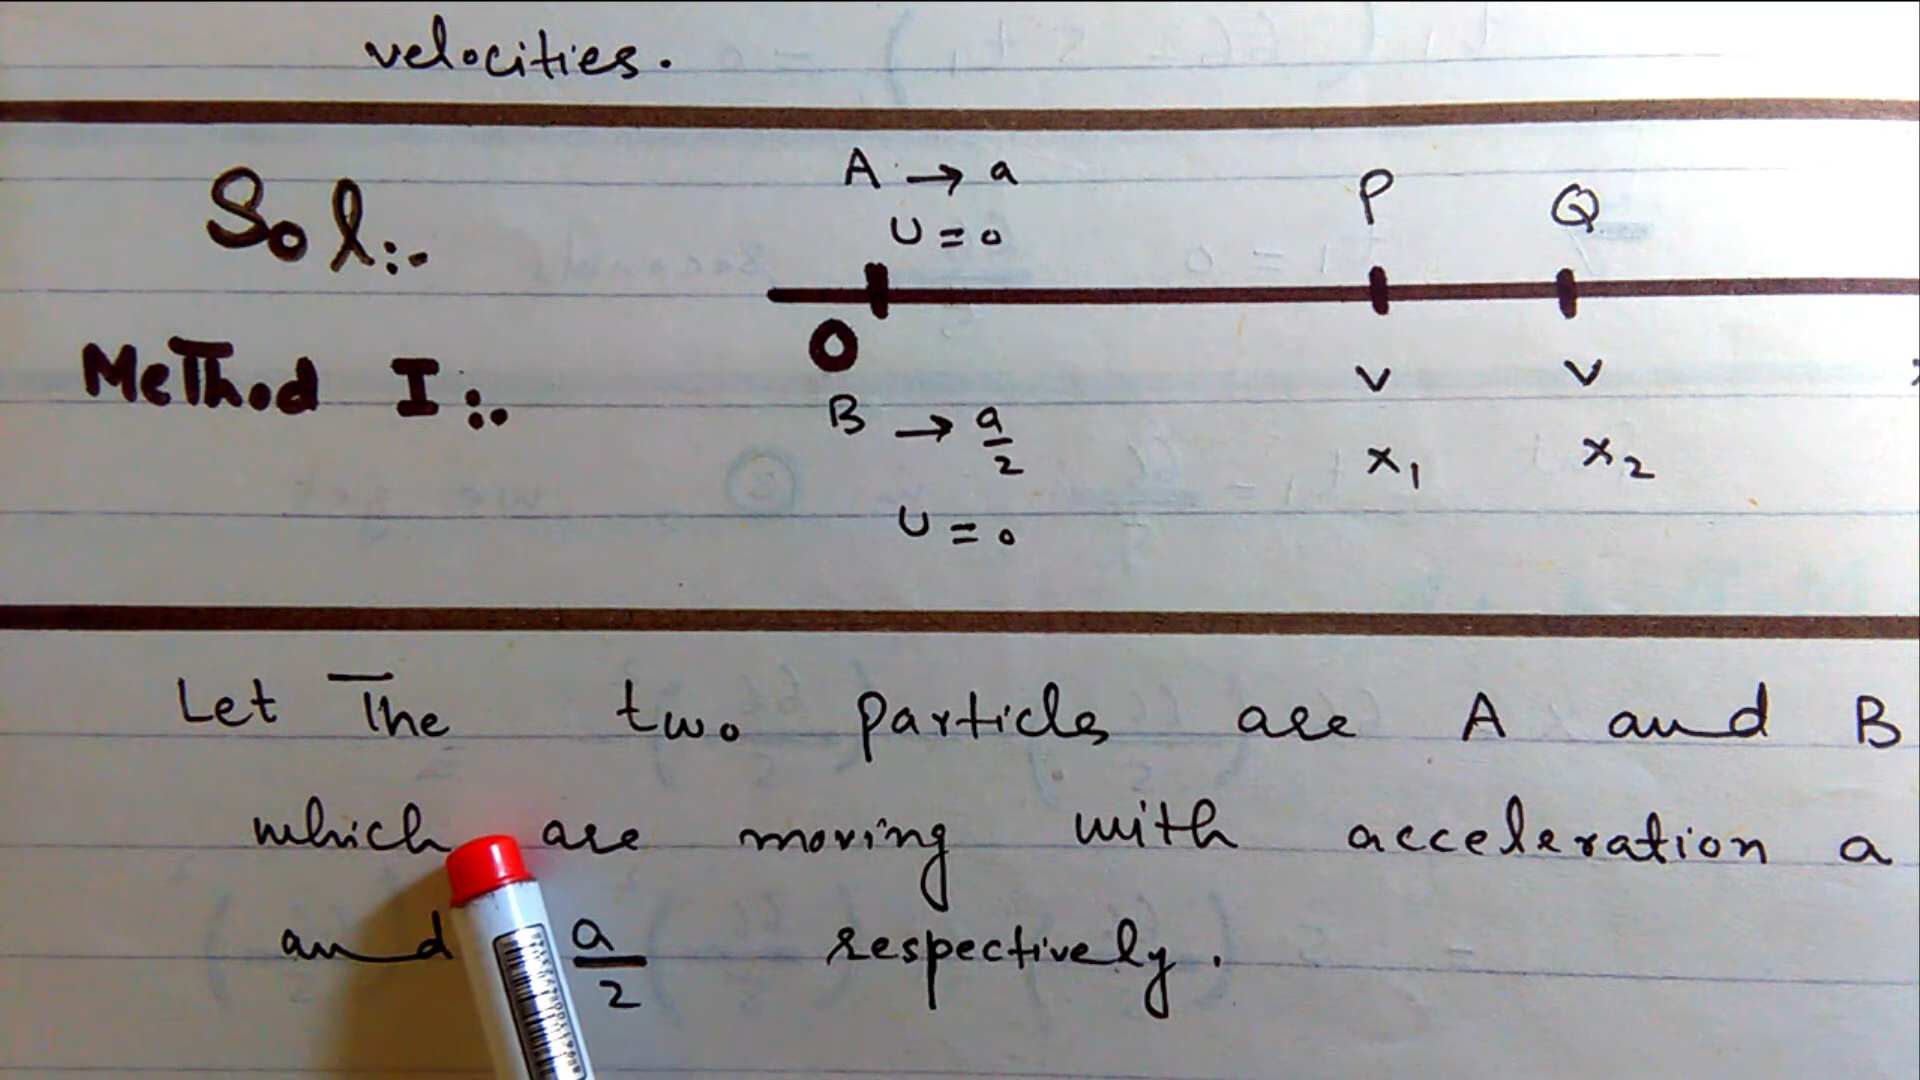 velocities.
Sol:-
A → a
U = 0
P
Q
O
Method I:-
B → a/2
U = 0
v
v
x₁
x₂
Let The two particles are A and B
which are moving with acceleration a
and a/2 respectively.